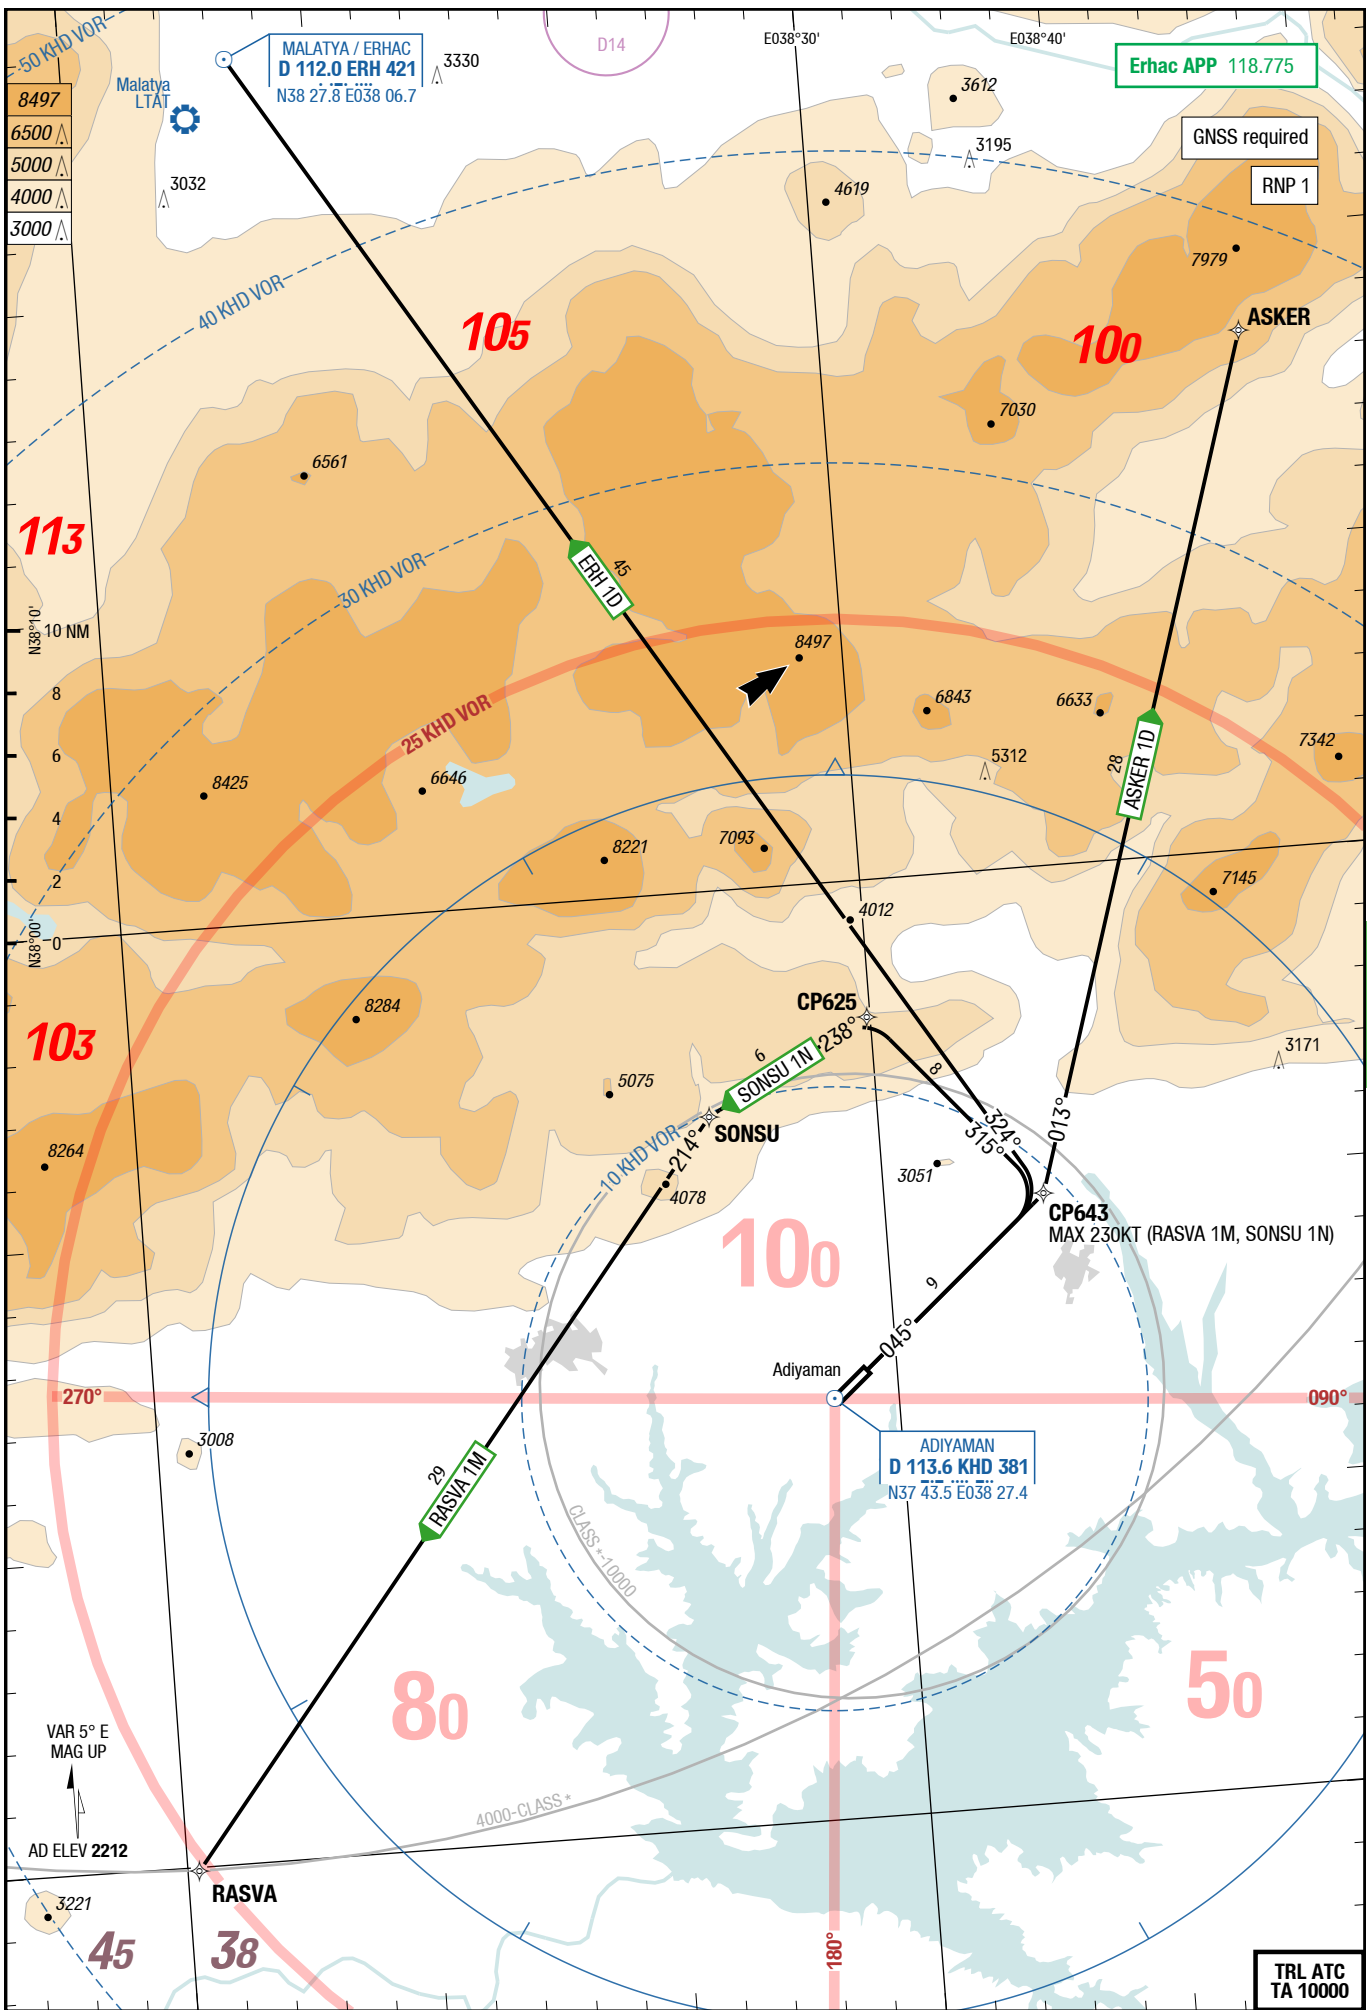 50 KHD VOR
MALATYA / ERHAC
D 112.0 ERH 421
N38 27.8 E038 06.7
3330
D14
E038°30'
E038°40'
Erhac APP 118.775
Malatya
LTAT
8497
6500
5000
4000
3000
3032
3612
3195
GNSS required
RNP 1
4619
7979
40 KHD VOR
105
100
ASKER
7030
6561
113
30 KHD VOR
45
ERH 1D
N38°10'
10 NM
8
6
4
2
0
N38°00'
8497
25 KHD VOR
6843
6633
7342
5312
28
ASKER 1D
8425
6646
8221
7093
7145
4012
CP625
238°
6
SONSU 1N
8
8284
103
3171
5075
SONSU
10 KHD VOR
214°
324°
315°
013°
8264
4078
3051
CP643
MAX 230KT (RASVA 1M, SONSU 1N)
100
9
045°
Adiyaman
270°
090°
3008
ADIYAMAN
D 113.6 KHD 381
N37 43.5 E038 27.4
29
RASVA 1M
CLASS *-10000
80
50
VAR 5° E
MAG UP
4000-CLASS *
AD ELEV 2212
RASVA
3221
45
38
180°
TRL ATC
TA 10000